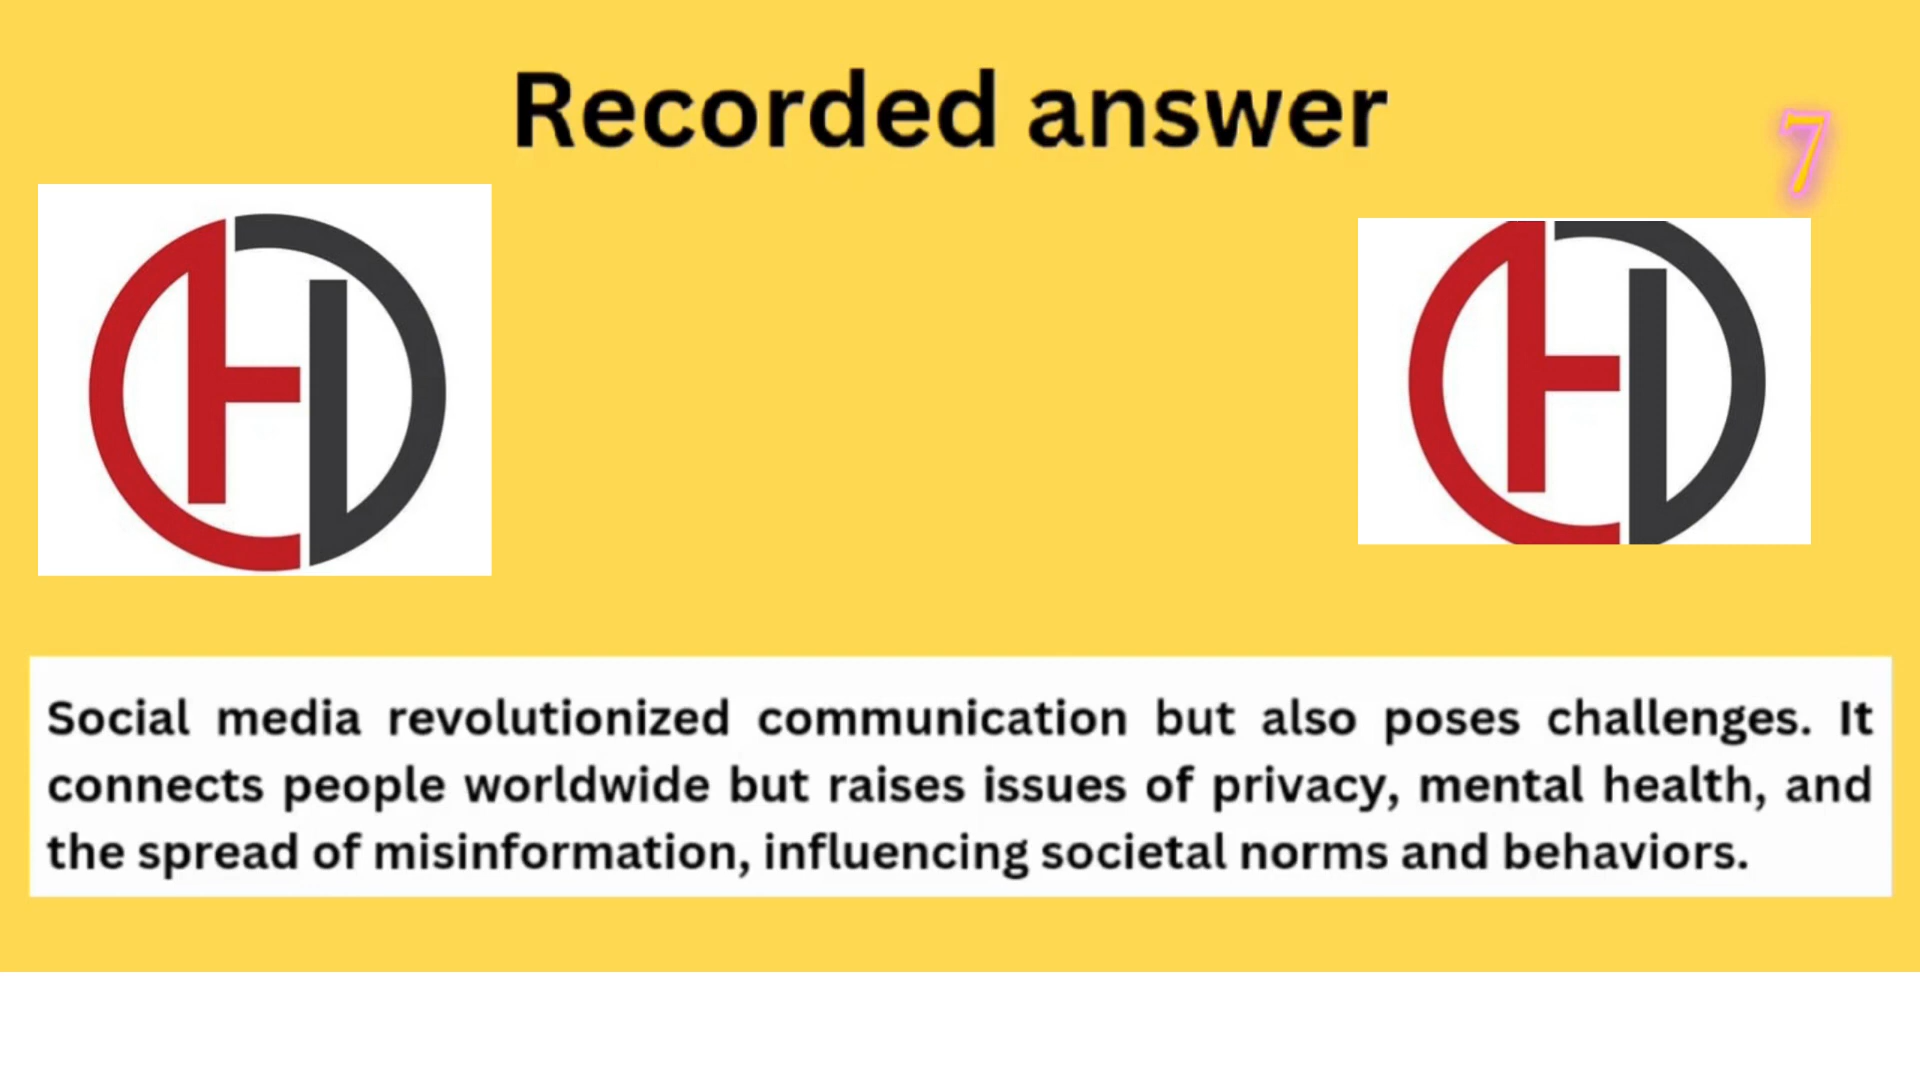 Recorded answer
7
Social media revolutionized communication but also poses challenges. It
connects people worldwide but raises issues of privacy, mental health, and
the spread of misinformation, influencing societal norms and behaviors.